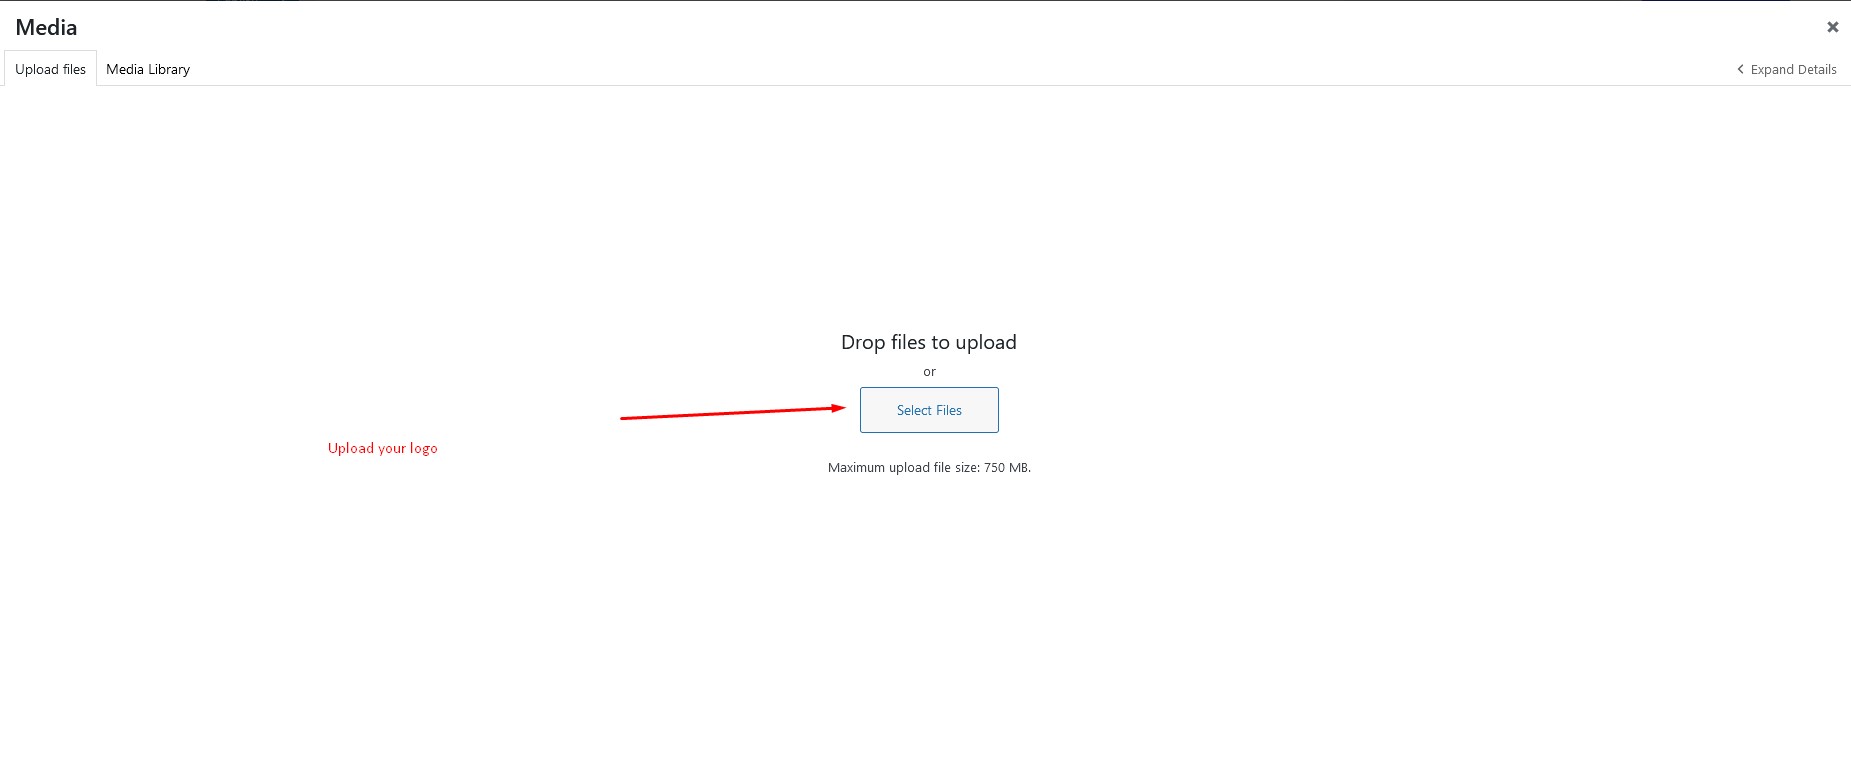 Media
Upload files Media Library
Expand Details
Drop files to upload
or
Select Files
Upload your logo
Maximum upload file size: 750 MB.